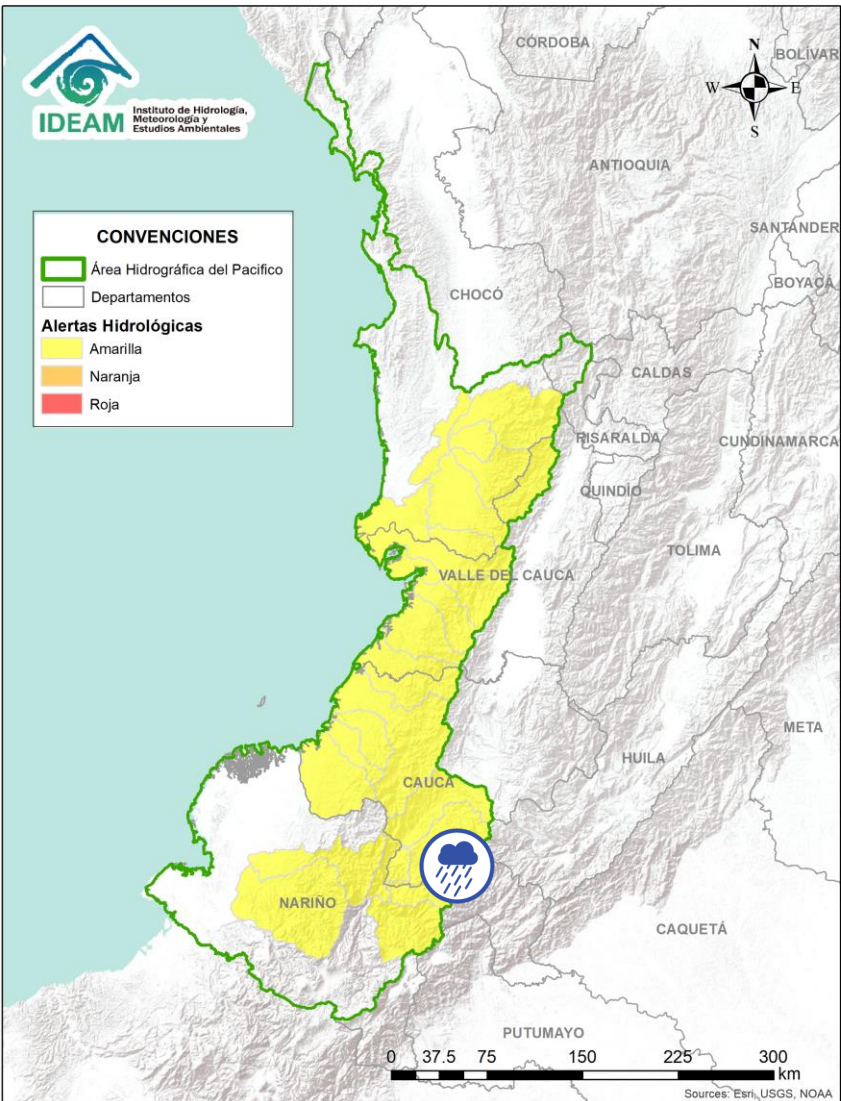 IDEAM
Instituto de Hidrología,
Meteorología y
Estudios Ambientales
N
W E
S
CONVENCIONES
Área Hidrográfica del Pacifico
Departamentos
Alertas Hidrológicas
Amarilla
Naranja
Roja
CÓRDOBA
BOLÍVAR
ANTIOQUIA
SANTANDER
BOYACÁ
CHOCÓ
CALDAS
RISARALDA
CUNDINAMARCA
QUINDÍO
TOLIMA
VALLE DEL CAUCA
META
HUILA
CAUCA
NARIÑO
CAQUETÁ
PUTUMAYO
0 37.5 75 150 225 300
km
Sources: Esri, USGS, NOAA